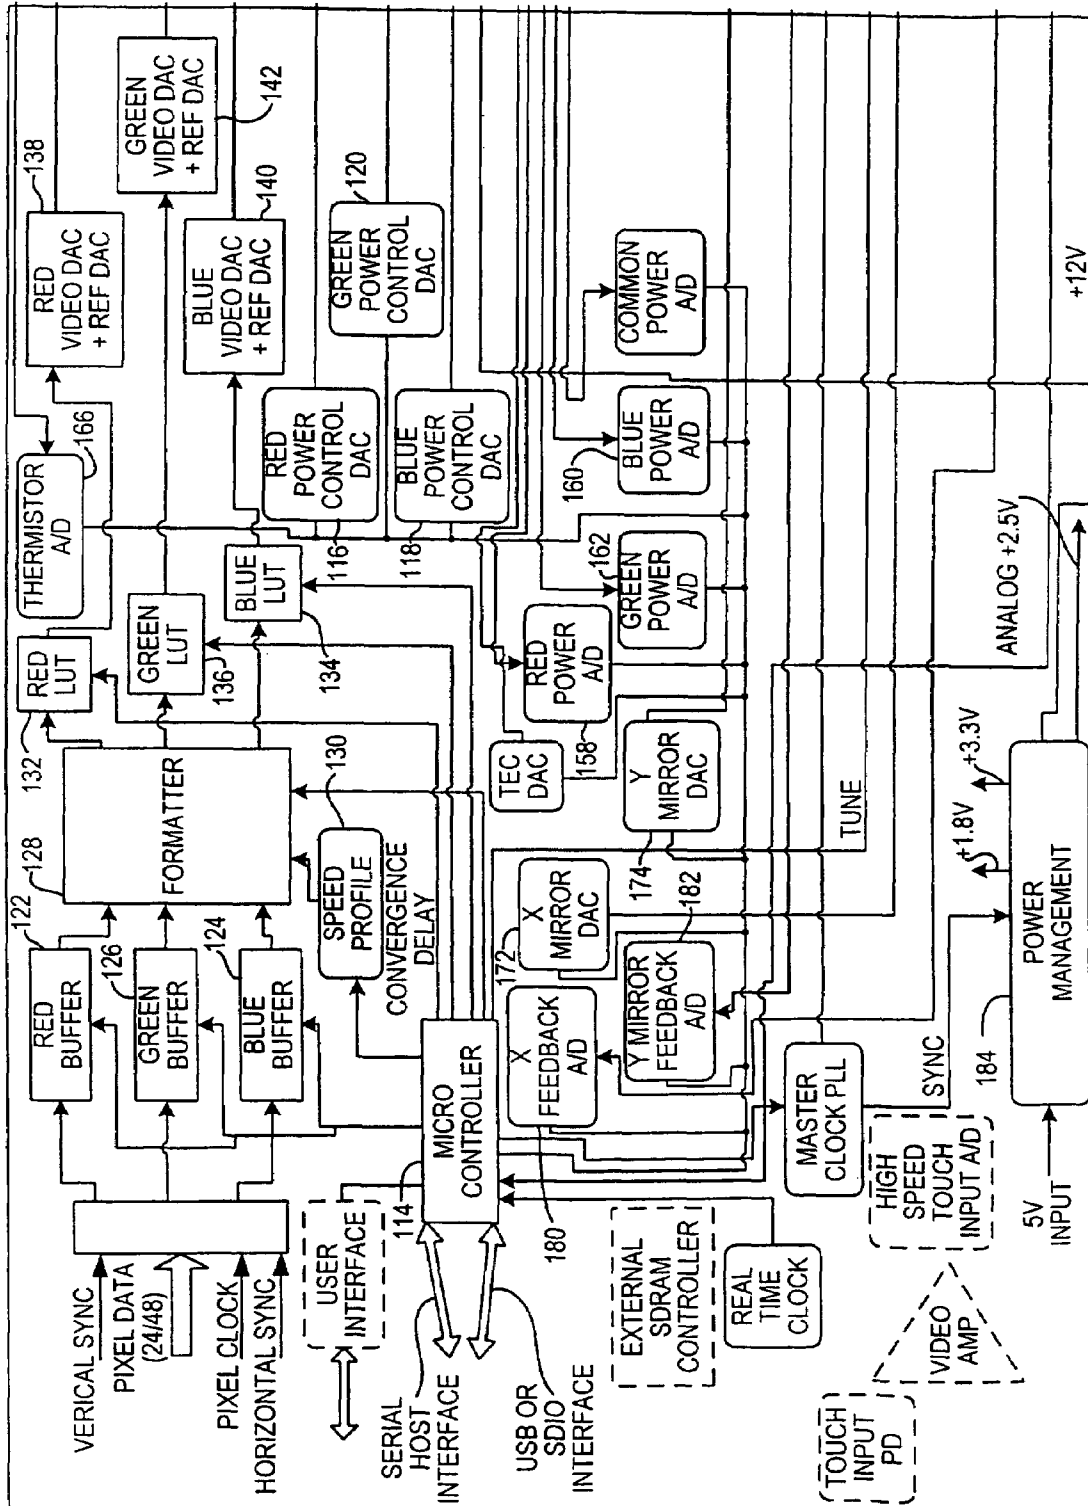 VERICAL SYNC
PIXEL DATA
(24/48)
PIXEL CLOCK
HORIZONTAL SYNC
RED
BUFFER
122
GREEN
BUFFER
126
BLUE
BUFFER
124
FORMATTER
128
SPEED
PROFILE
130
CONVERGENCE
DELAY
RED
LUT
132
GREEN
LUT
136
BLUE
LUT
134
THERMISTOR
A/D
166
RED
VIDEO DAC
+ REF DAC
138
GREEN
VIDEO DAC
+ REF DAC
142
BLUE
VIDEO DAC
+ REF DAC
140
RED
POWER
CONTROL
DAC
116
GREEN
POWER
CONTROL
DAC
120
BLUE
POWER
CONTROL
DAC
118
USER
INTERFACE
MICRO
CONTROLLER
114
SERIAL
HOST
INTERFACE
USB OR
SDIO
INTERFACE
TEC
DAC
RED
POWER
A/D
158
GREEN
POWER
A/D
162
BLUE
POWER
A/D
160
COMMON
POWER
A/D
X
FEEDBACK
A/D
180
X
MIRROR
DAC
172
Y MIRROR
FEEDBACK
A/D
182
Y
MIRROR
DAC
174
EXTERNAL
SDRAM
CONTROLLER
REAL
TIME
CLOCK
MASTER
CLOCK PLL
TUNE
SYNC
HIGH
SPEED
TOUCH
INPUT A/D
VIDEO
AMP
TOUCH
INPUT
PD
5V
INPUT
POWER
MANAGEMENT
184
+1.8V
+3.3V
ANALOG +2.5V
+12V